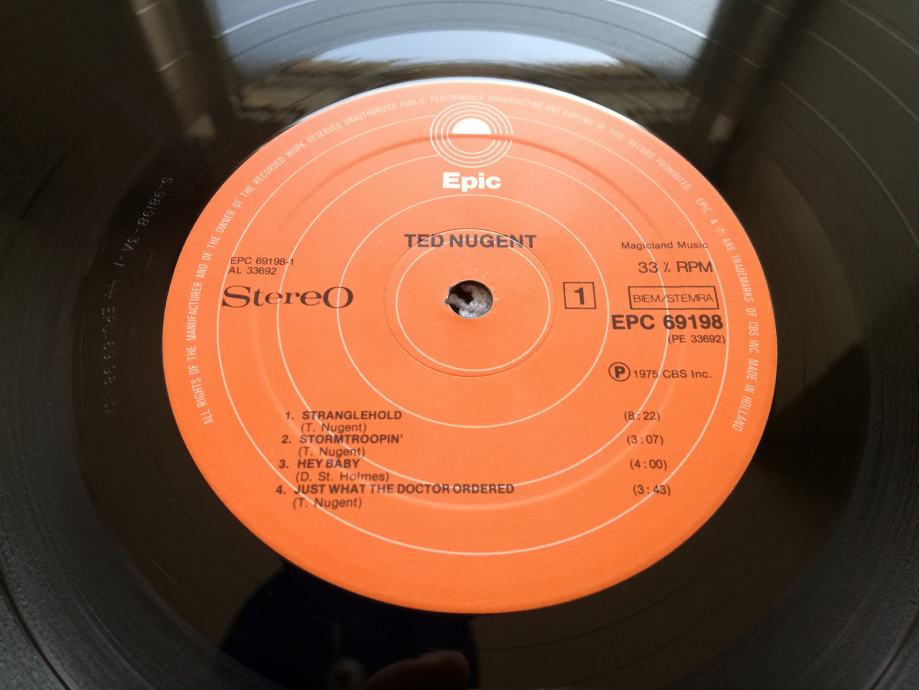 ALL RIGHTS OF THE MANUFACTURER AND OF THE OWNER OF THE RECORDED WORK RESERVED UNAUTHORIZED PUBLIC PERFORMANCE BROADCASTING AND COPYING OF THIS RECORD PROHIBITED EPIC & ℗ ARE TRADEMARKS OF CBS INC. MADE IN HOLLAND
Epic
TED NUGENT
EPC 69198-1
AL 33692
StereO
1
Magicland Music
33 ⅓ RPM
BIEM/STEMRA
EPC 69198
(PE 33692)
℗ 1975 CBS Inc.
1. STRANGLEHOLD (8:22)
(T. Nugent)
2. STORMTROOPIN' (3:07)
(T. Nugent)
3. HEY BABY (4:00)
(D. St. Holmes)
4. JUST WHAT THE DOCTOR ORDERED (3:43)
(T. Nugent)